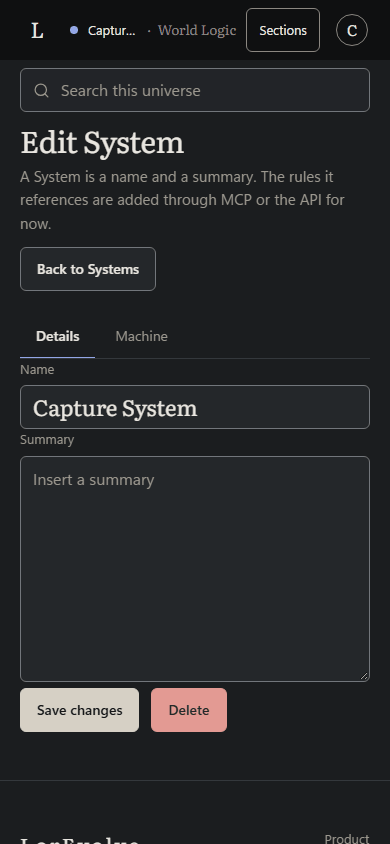 L
Captur... · World Logic
Sections
C
Search this universe
Edit System
A System is a name and a summary. The rules it
references are added through MCP or the API for
now.
Back to Systems
Details
Machine
Name
Capture System
Summary
Insert a summary
Save changes
Delete
Product